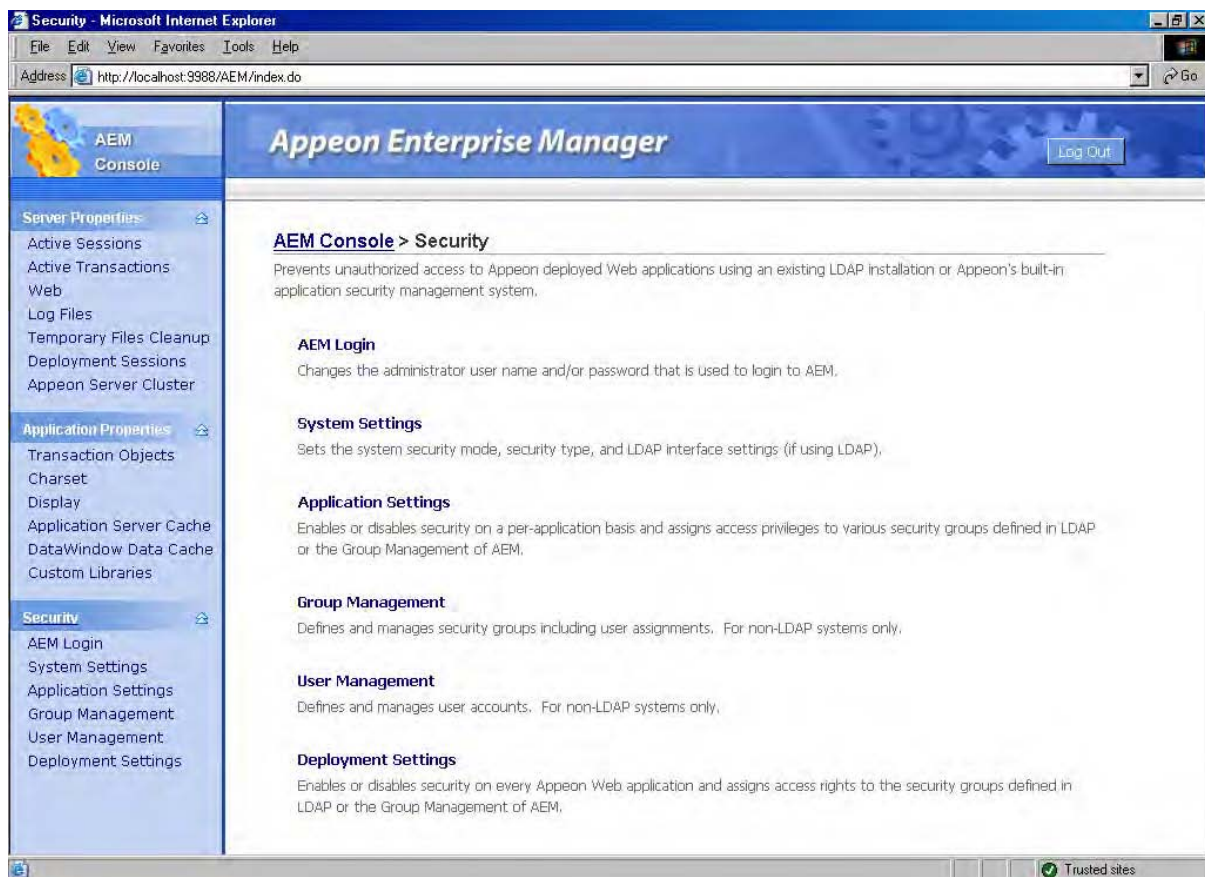 Security - Microsoft Internet Explorer
File Edit View Favorites Tools Help
Address http://localhost:9988/AEM/index.do Go
AEM
Console
Appeon Enterprise Manager
Log Out
Server Properties
Active Sessions
Active Transactions
Web
Log Files
Temporary Files Cleanup
Deployment Sessions
Appeon Server Cluster
Application Properties
Transaction Objects
Charset
Display
Application Server Cache
DataWindow Data Cache
Custom Libraries
Security
AEM Login
System Settings
Application Settings
Group Management
User Management
Deployment Settings
AEM Console > Security
Prevents unauthorized access to Appeon deployed Web applications using an existing LDAP installation or Appeon's built-in
application security management system.
AEM Login
Changes the administrator user name and/or password that is used to login to AEM.
System Settings
Sets the system security mode, security type, and LDAP interface settings (if using LDAP).
Application Settings
Enables or disables security on a per-application basis and assigns access privileges to various security groups defined in LDAP
or the Group Management of AEM.
Group Management
Defines and manages security groups including user assignments. For non-LDAP systems only.
User Management
Defines and manages user accounts. For non-LDAP systems only.
Deployment Settings
Enables or disables security on every Appeon Web application and assigns access rights to the security groups defined in
LDAP or the Group Management of AEM.
Trusted sites